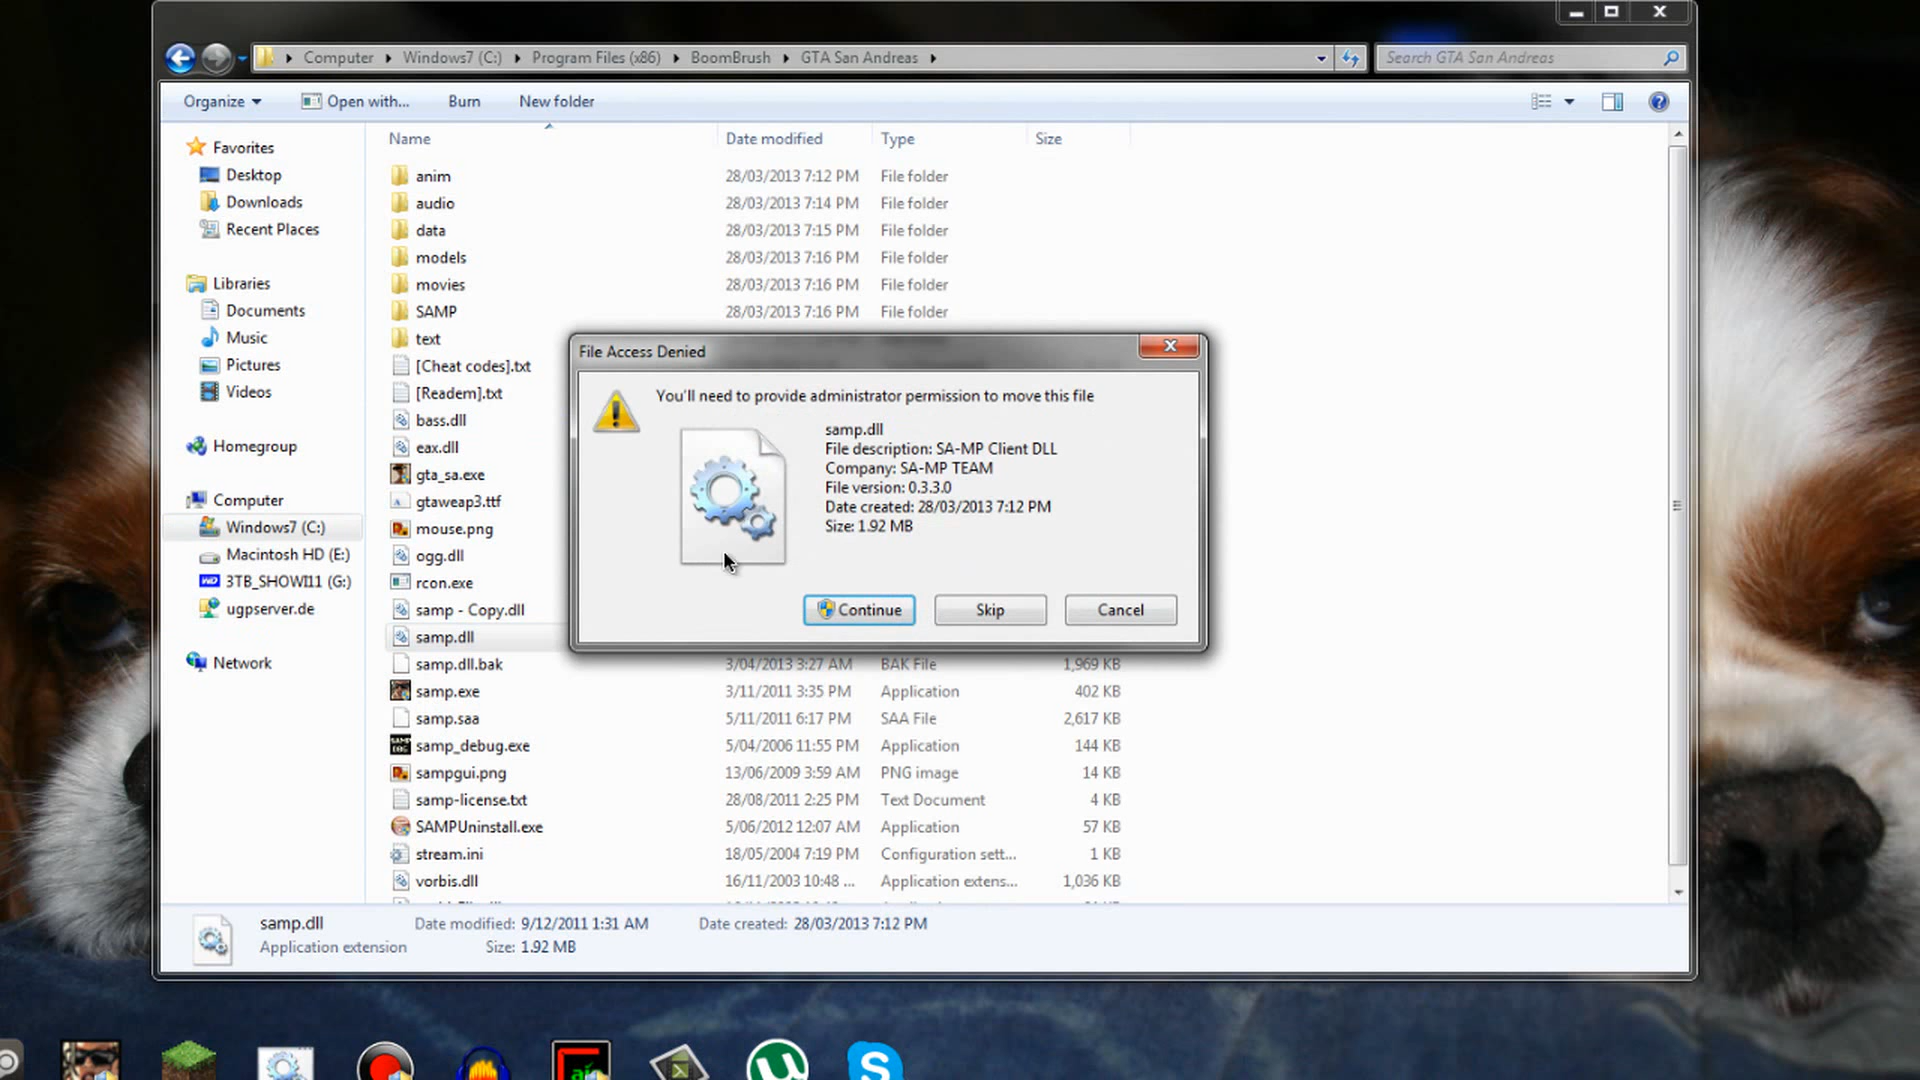 Computer Windows7 (C:) Program Files (x86) BoomBrush GTA San Andreas
Search GTA San Andreas
Organize Open with... Burn New folder
Favorites
Desktop
Downloads
Recent Places
Libraries
Documents
Music
Pictures
Videos
Homegroup
Computer
Windows7 (C:)
Macintosh HD (E:)
3TB_SHOWI11 (G:)
ugpserver.de
Network
Name Date modified Type Size
anim 28/03/2013 7:12 PM File folder
audio 28/03/2013 7:14 PM File folder
data 28/03/2013 7:15 PM File folder
models 28/03/2013 7:16 PM File folder
movies 28/03/2013 7:16 PM File folder
SAMP 28/03/2013 7:16 PM File folder
text
[Cheat codes].txt
[Readem].txt
bass.dll
eax.dll
gta_sa.exe
gtaweap3.ttf
mouse.png
ogg.dll
rcon.exe
samp - Copy.dll
samp.dll
samp.dll.bak 3/04/2013 3:27 AM BAK File 1,969 KB
samp.exe 3/11/2011 3:35 PM Application 402 KB
samp.saa 5/11/2011 6:17 PM SAA File 2,617 KB
samp_debug.exe 5/04/2006 11:55 PM Application 144 KB
sampgui.png 13/06/2009 3:59 AM PNG image 14 KB
samp-license.txt 28/08/2011 2:25 PM Text Document 4 KB
SAMPUninstall.exe 5/06/2012 12:07 AM Application 57 KB
stream.ini 18/05/2004 7:19 PM Configuration sett... 1 KB
vorbis.dll 16/11/2003 10:48 ... Application extens... 1,036 KB
File Access Denied
You'll need to provide administrator permission to move this file
samp.dll
File description: SA-MP Client DLL
Company: SA-MP TEAM
File version: 0.3.3.0
Date created: 28/03/2013 7:12 PM
Size: 1.92 MB
Continue Skip Cancel
samp.dll Date modified: 9/12/2011 1:31 AM Date created: 28/03/2013 7:12 PM
Application extension Size: 1.92 MB